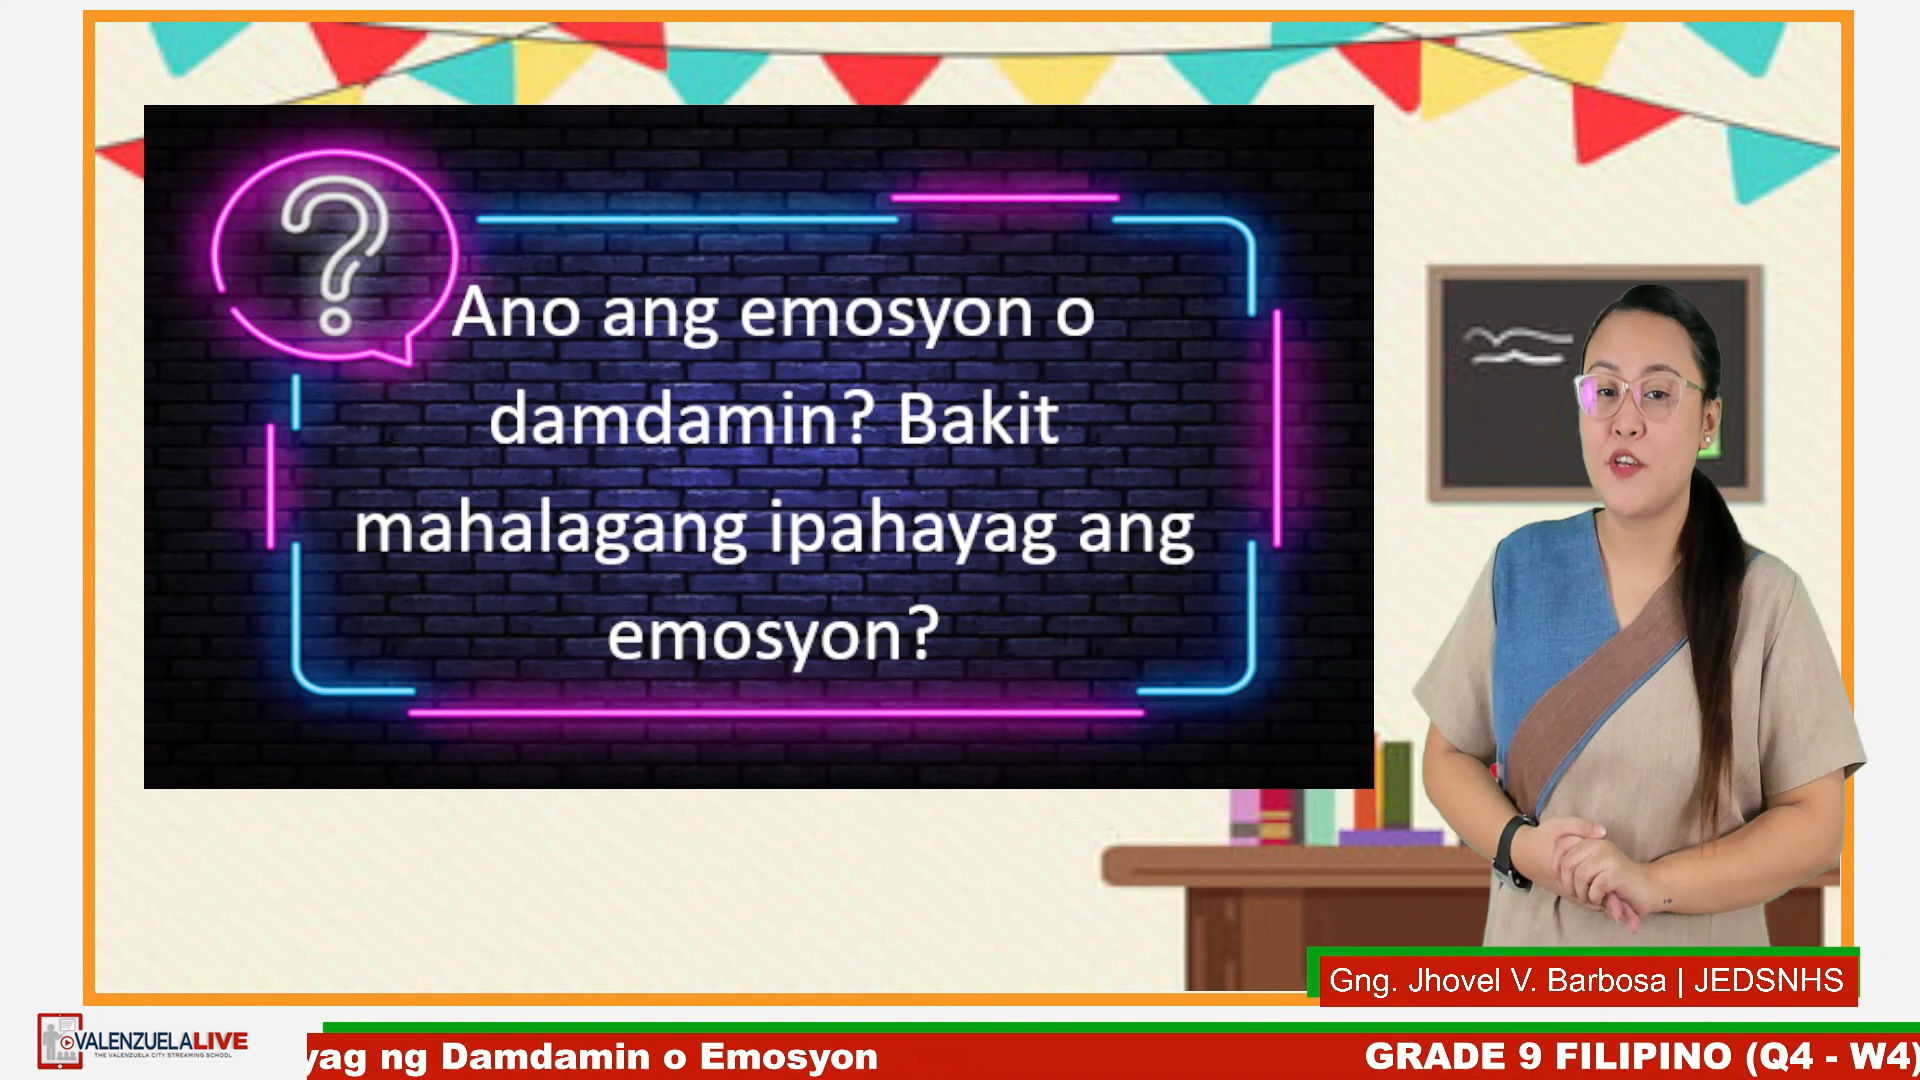 Ano ang emosyon o
damdamin? Bakit
mahalagang ipahayag ang
emosyon?
Gng. Jhovel V. Barbosa | JEDSNHS
VALENZUELALIVE
THE VALENZUELA CITY STREAMING SCHOOL
yag ng Damdamin o Emosyon
GRADE 9 FILIPINO (Q4 - W4)